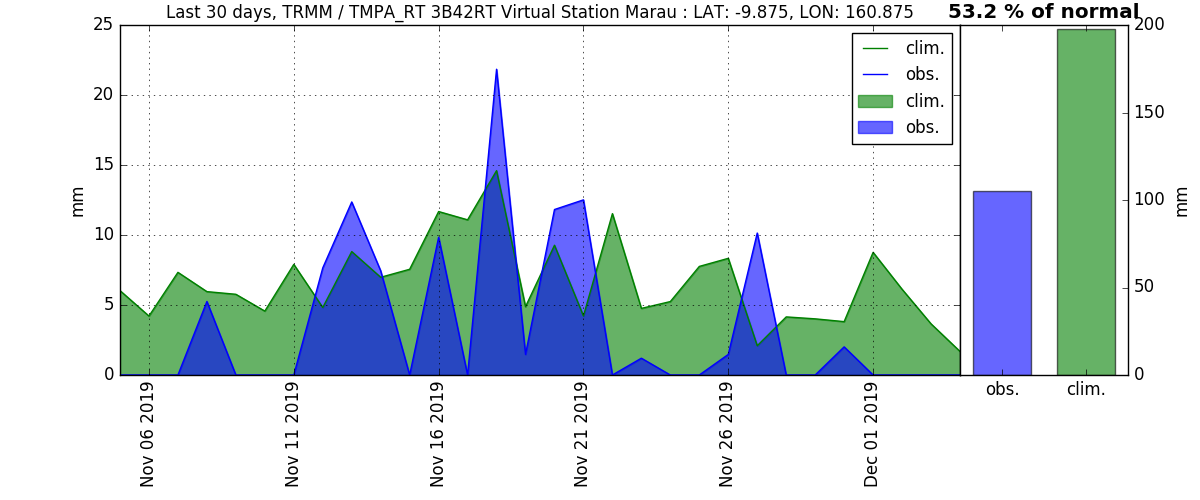 Last 30 days, TRMM / TMPA_RT 3B42RT Virtual Station Marau : LAT: -9.875, LON: 160.875
53.2 % of normal
25
20
15
10
5
0
mm
clim.
obs.
clim.
obs.
Nov 06 2019
Nov 11 2019
Nov 16 2019
Nov 21 2019
Nov 26 2019
Dec 01 2019
200
150
100
50
0
mm
obs.
clim.